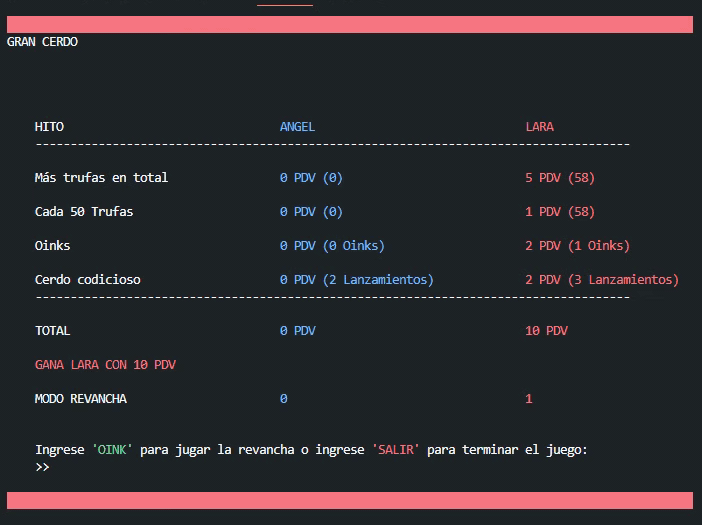 GRAN CERDO
HITO ANGEL LARA
-------------------------------------------------------------------------------------
Más trufas en total 0 PDV (0) 5 PDV (58)
Cada 50 Trufas 0 PDV (0) 1 PDV (58)
Oinks 0 PDV (0 Oinks) 2 PDV (1 Oinks)
Cerdo codicioso 0 PDV (2 Lanzamientos) 2 PDV (3 Lanzamientos)
-------------------------------------------------------------------------------------
TOTAL 0 PDV 10 PDV
GANA LARA CON 10 PDV
MODO REVANCHA 0 1
Ingrese 'OINK' para jugar la revancha o ingrese 'SALIR' para terminar el juego:
>>